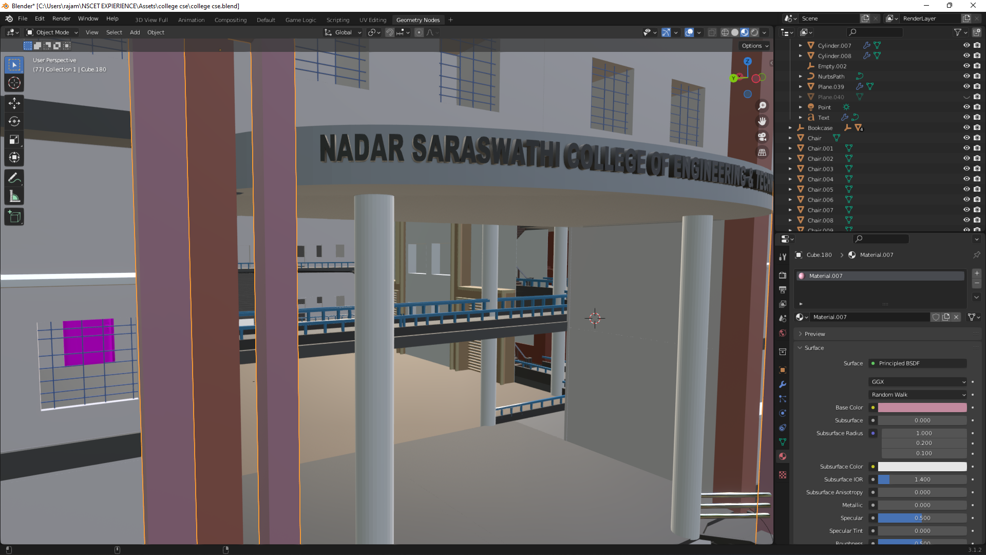 Blender* [C:\Users\rajam\NSCET EXPIERIENCE\Assets\college cse\college cse.blend]
File Edit Render Window Help
3D View Full Animation Compositing Default Game Logic Scripting UV Editing Geometry Nodes +
Scene RenderLayer
Object Mode View Select Add Object Global
Options
User Perspective
(77) Collection 1 | Cube.180
Z
Y
Cylinder.007
Cylinder.008
Empty.002
NurbsPath
Plane.039
Plane.040
Point
Text
Bookcase
Chair
Chair.001
Chair.002
Chair.003
Chair.004
Chair.005
Chair.006
Chair.007
Chair.008
Chair.009
NADAR SARASWATHI COLLEGE OF ENGINEERING &
Cube.180 > Material.007
Material.007
Material.007
Preview
Surface
Surface Principled BSDF
GGX
Random Walk
Base Color
Subsurface 0.000
Subsurface Radius 1.000
0.200
0.100
Subsurface Color
Subsurface IOR 1.400
Subsurface Anisotropy 0.000
Metallic 0.000
Specular 0.500
Specular Tint 0.000
Roughness
3.1.2